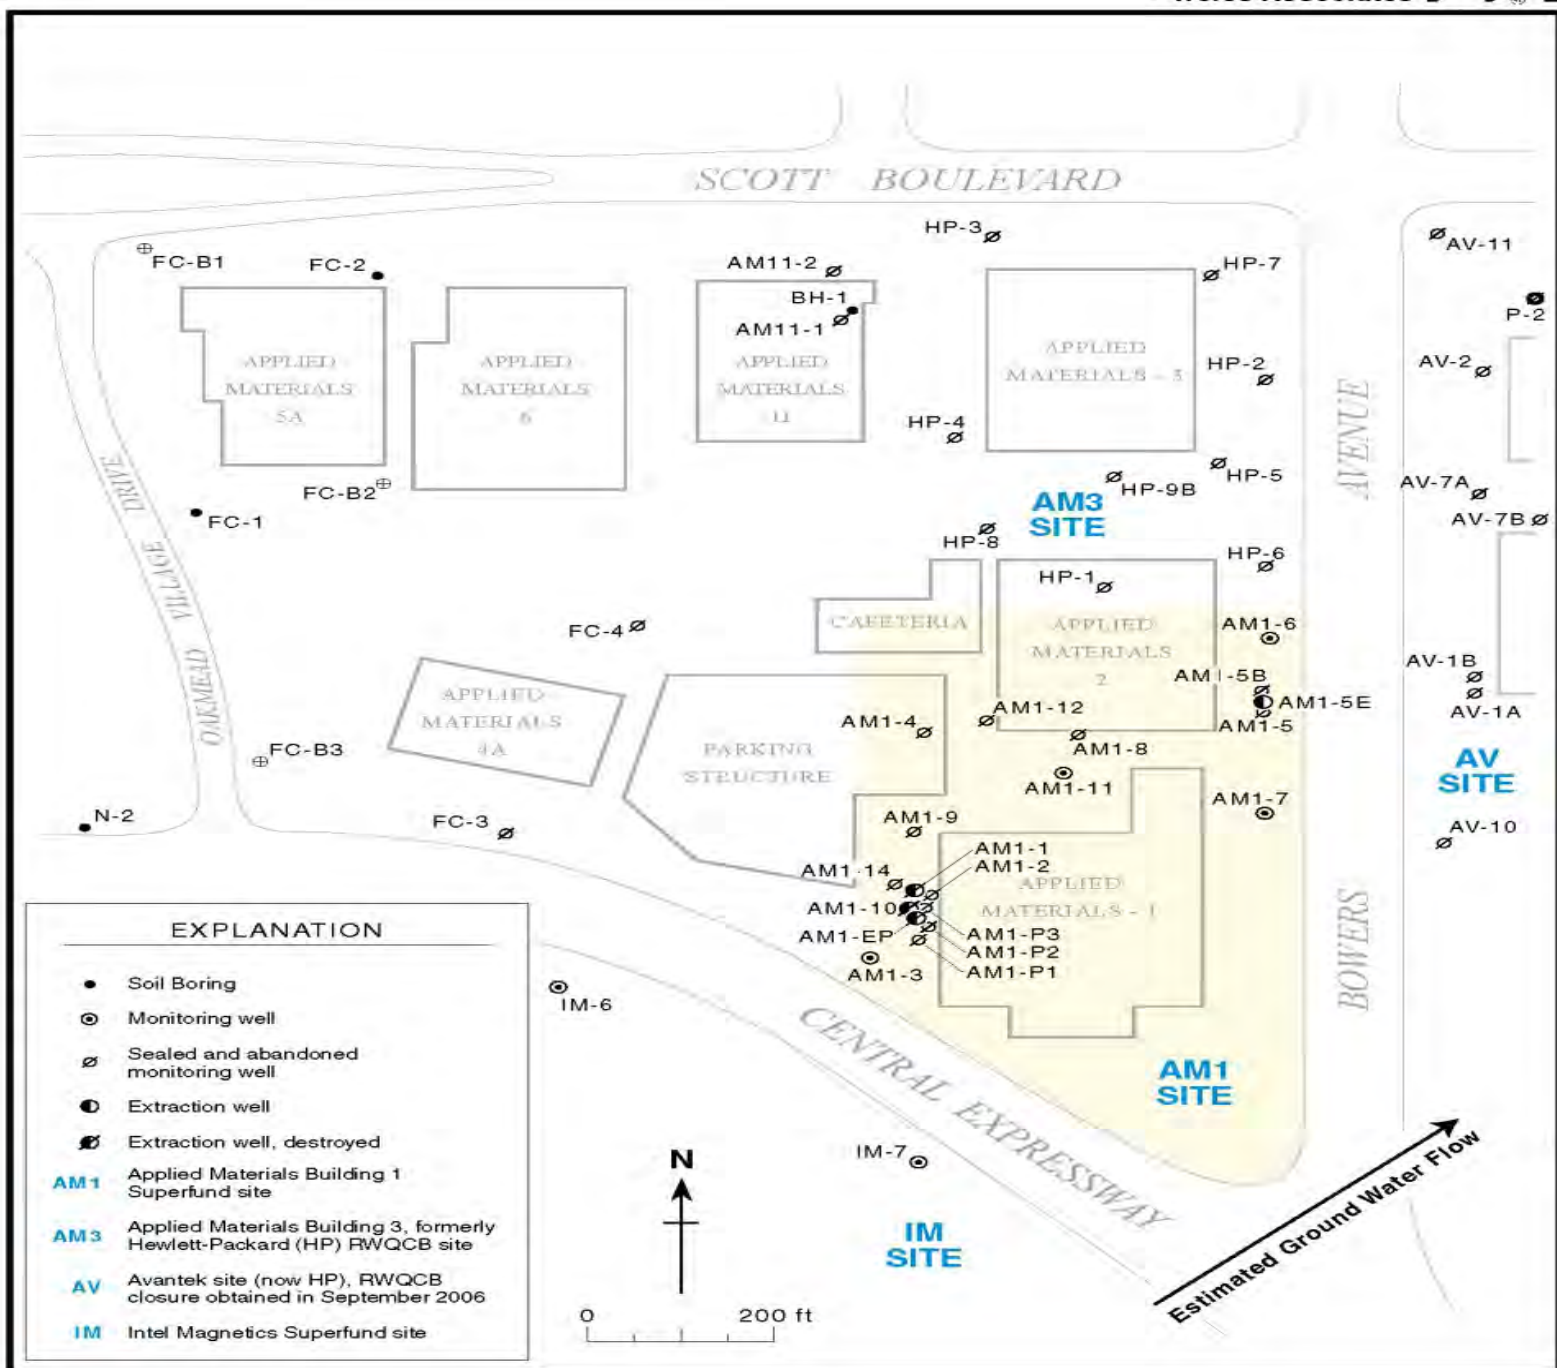 SCOTT BOULEVARD
HP-3
AV-11
FC-B1
FC-2
AM11-2
HP-7
BH-1
P-2
AM11-1
APPLIED
MATERIALS
5A
APPLIED
MATERIALS
6
APPLIED
MATERIALS
11
APPLIED
MATERIALS - 3
HP-2
AV-2
AVENUE
HP-4
FC-B2
HP-9B
HP-5
AV-7A
AM3
SITE
FC-1
AV-7B
HP-8
HP-6
HP-1
OAKMEAD VILLAGE DRIVE
FC-4
CAFETERIA
APPLIED
MATERIALS
2
AM1-6
AM1-5B
AV-1B
AM1-5E
AV-1A
AM1-5
APPLIED
MATERIALS
4A
AM1-4
AM1-12
AM1-8
PARKING
STRUCTURE
FC-B3
AM1-11
AV
SITE
AM1-7
N-2
FC-3
AM1-9
AV-10
AM1-1
AM1-2
AM1-14
APPLIED
MATERIALS - 1
AM1-10
AM1-EP
AM1-P3
AM1-P2
AM1-P1
AM1-3
BOWERS
IM-6
CENTRAL EXPRESSWAY
AM1
SITE
IM-7
IM
SITE
Estimated Ground Water Flow
N
0 200 ft
EXPLANATION
Soil Boring
Monitoring well
Sealed and abandoned
monitoring well
Extraction well
Extraction well, destroyed
AM1 Applied Materials Building 1
Superfund site
AM3 Applied Materials Building 3, formerly
Hewlett-Packard (HP) RWQCB site
AV Avantek site (now HP), RWQCB
closure obtained in September 2006
IM Intel Magnetics Superfund site